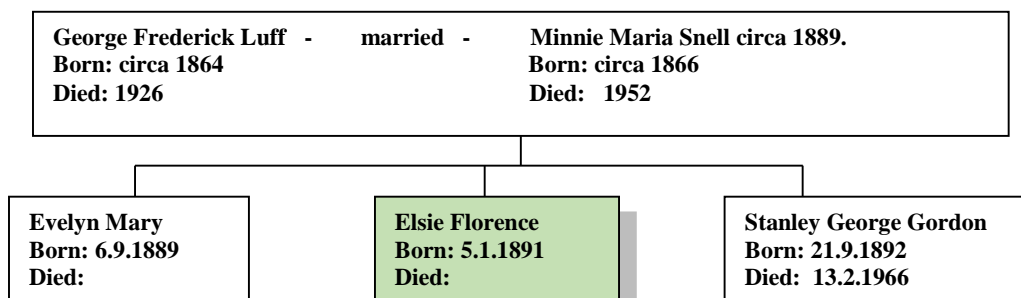 George Frederick Luff - married - Minnie Maria Snell circa 1889.
Born: circa 1864 Born: circa 1866
Died: 1926 Died: 1952
Evelyn Mary
Born: 6.9.1889
Died:
Elsie Florence
Born: 5.1.1891
Died:
Stanley George Gordon
Born: 21.9.1892
Died: 13.2.1966